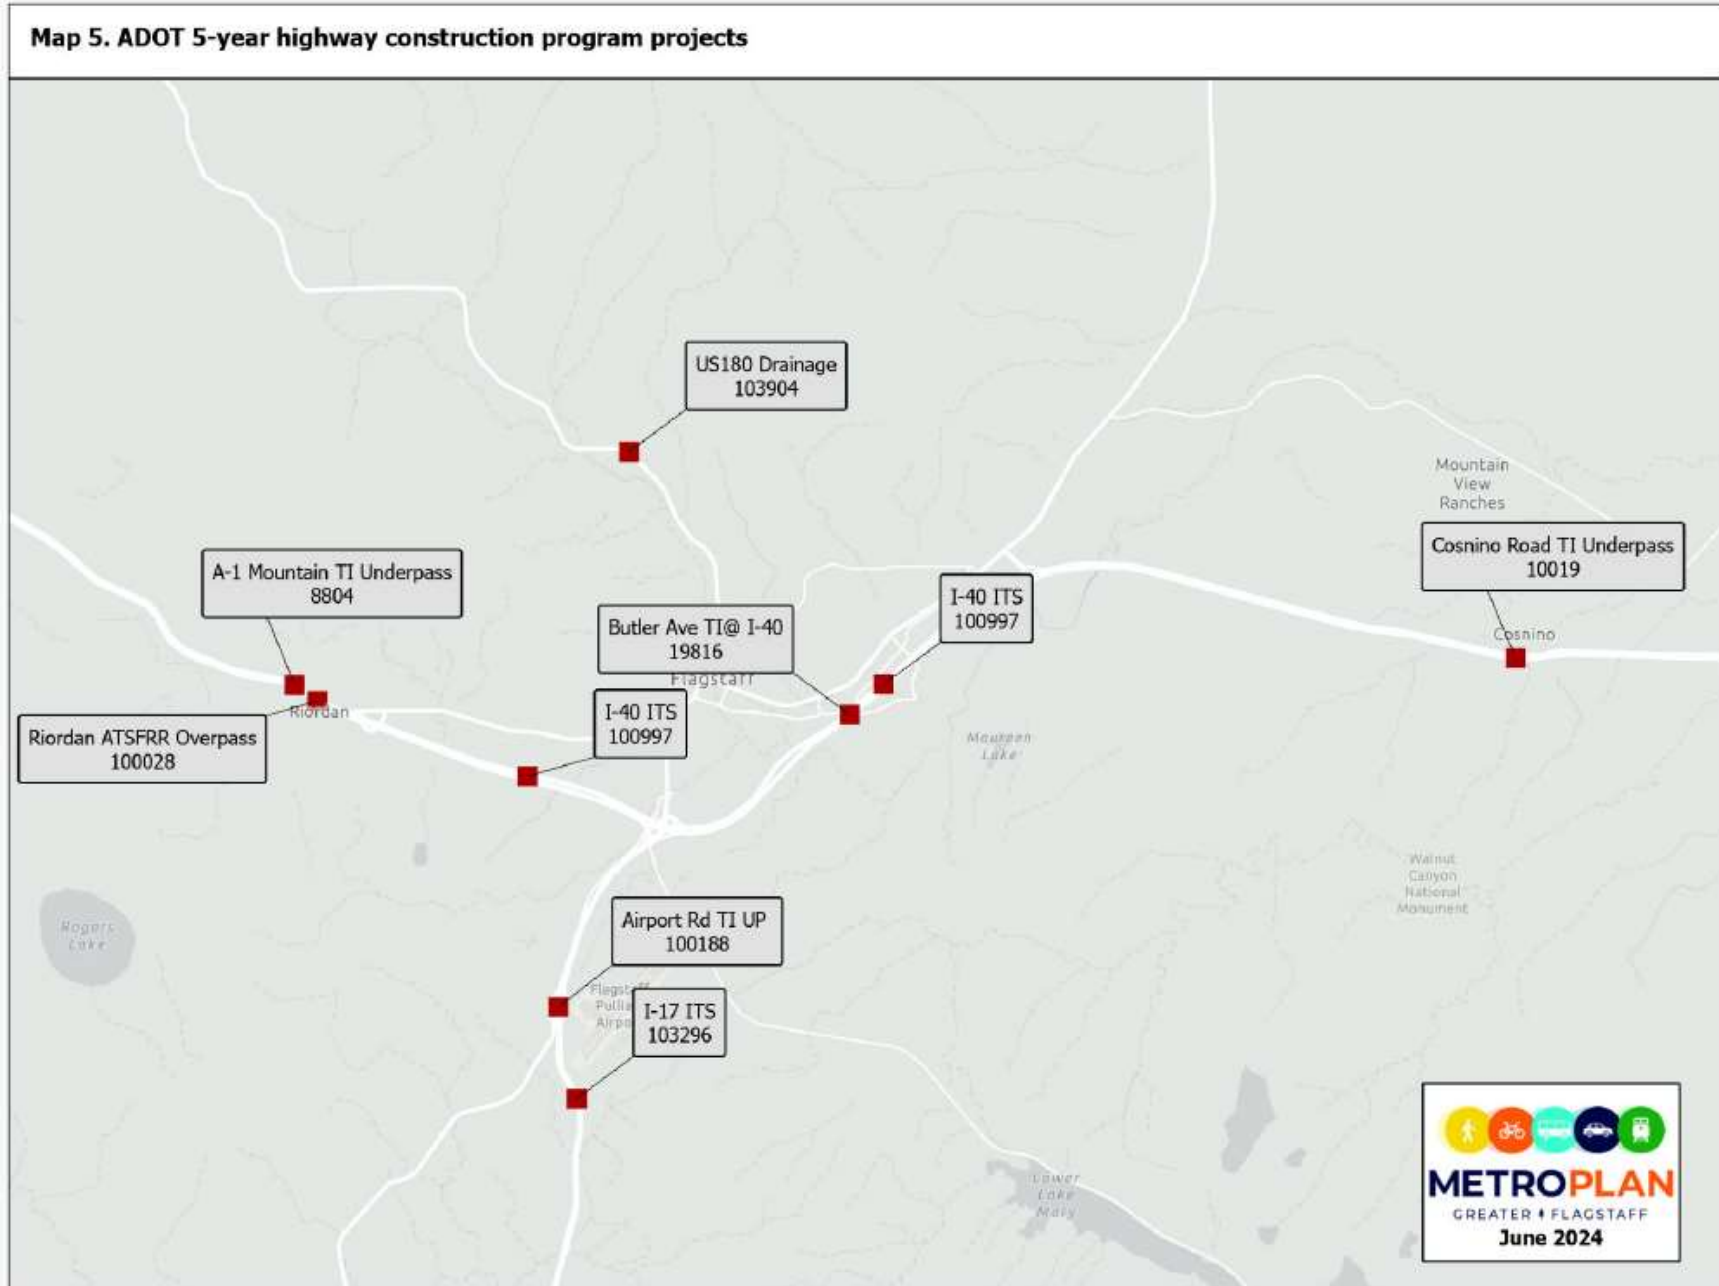 Map 5. ADOT 5-year highway construction program projects
US180 Drainage
103904
Mountain
View
Ranches
Cosnino Road TI Underpass
10019
Cosnino
A-1 Mountain TI Underpass
8804
I-40 ITS
100997
Butler Ave TI@ I-40
19816
Flagstaff
Riordan
Riordan ATSFRR Overpass
100028
I-40 ITS
100997
Lake
Walnut
Canyon
National
Monument
Rogers
Lake
Airport Rd TI UP
100188
I-17 ITS
103296
Lower
Lake
Mary
METROPLAN
GREATER FLAGSTAFF
June 2024